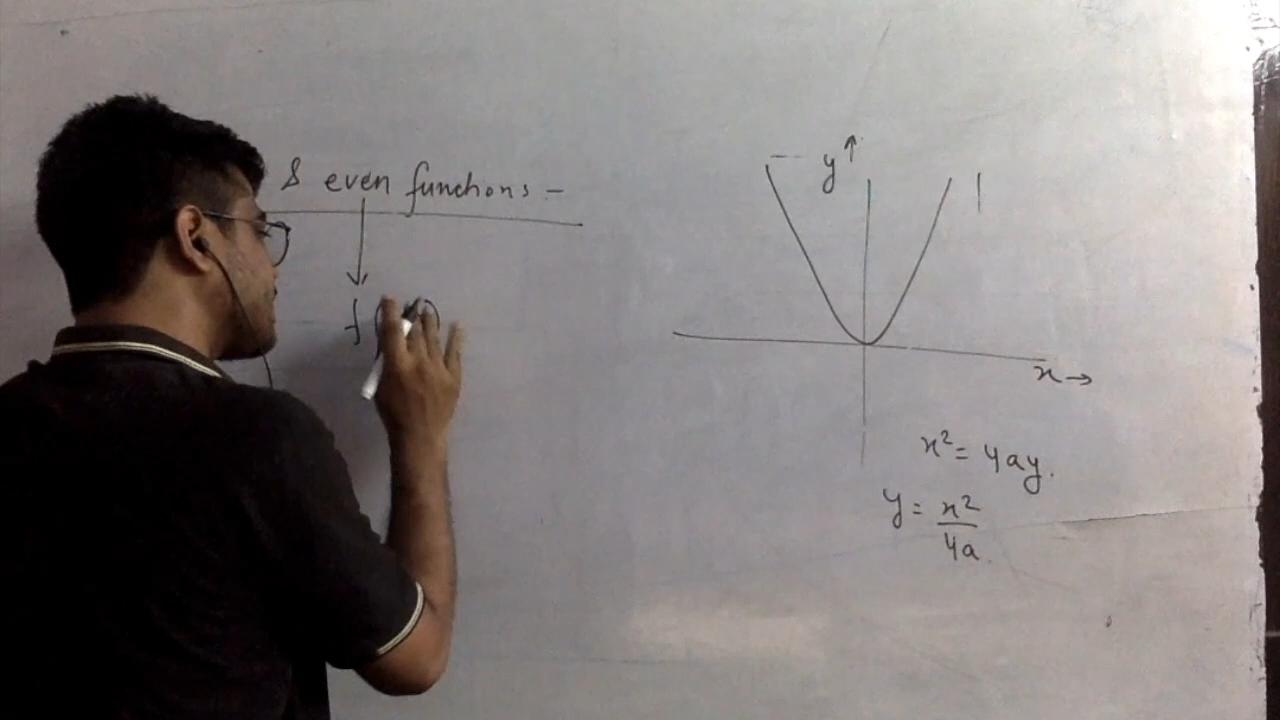 & even functions -
f(
y ↑
x →
x² = 4ay.
y = x²/4a.